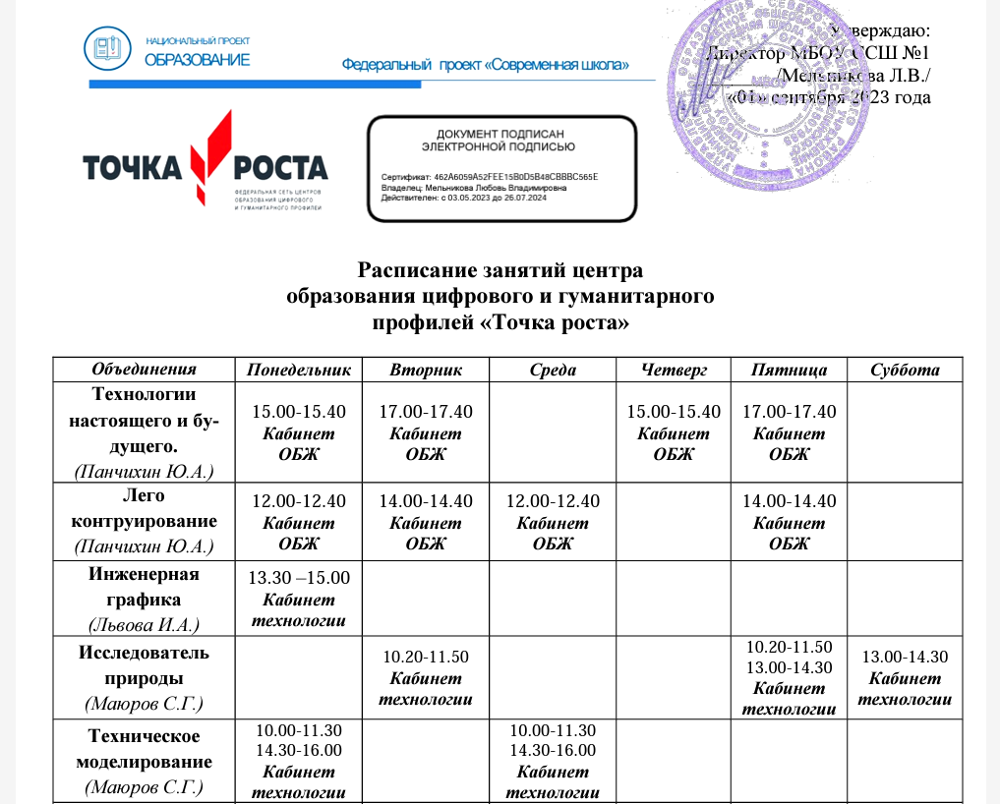 НАЦИОНАЛЬНЫЙ ПРОЕКТ
ОБРАЗОВАНИЕ
Федеральный проект «Современная школа»
Утверждаю:
Директор МБОУ ССШ №1
/Мельникова Л.В./
«01» сентября 2023 года
ТОЧКА РОСТА
ФЕДЕРАЛЬНАЯ СЕТЬ ЦЕНТРОВ
ОБРАЗОВАНИЯ ЦИФРОВОГО
И ГУМАНИТАРНОГО ПРОФИЛЕЙ
ДОКУМЕНТ ПОДПИСАН
ЭЛЕКТРОННОЙ ПОДПИСЬЮ
Сертификат: 462A6059A52FEE15B0D5B48CBBBC565E
Владелец: Мельникова Любовь Владимировна
Действителен: с 03.05.2023 до 26.07.2024
Расписание занятий центра
образования цифрового и гуманитарного
профилей «Точка роста»
Объединения Понедельник Вторник Среда Четверг Пятница Суббота
Технологии
настоящего и бу-
дущего.
(Панчихин Ю.А.)
15.00-15.40
Кабинет
ОБЖ
17.00-17.40
Кабинет
ОБЖ
15.00-15.40
Кабинет
ОБЖ
17.00-17.40
Кабинет
ОБЖ
Лего
контруирование
(Панчихин Ю.А.)
12.00-12.40
Кабинет
ОБЖ
14.00-14.40
Кабинет
ОБЖ
12.00-12.40
Кабинет
ОБЖ
14.00-14.40
Кабинет
ОБЖ
Инженерная
графика
(Львова И.А.)
13.30 –15.00
Кабинет
технологии
Исследователь
природы
(Маюров С.Г.)
10.20-11.50
Кабинет
технологии
10.20-11.50
13.00-14.30
Кабинет
технологии
13.00-14.30
Кабинет
технологии
Техническое
моделирование
(Маюров С.Г.)
10.00-11.30
14.30-16.00
Кабинет
технологии
10.00-11.30
14.30-16.00
Кабинет
технологии